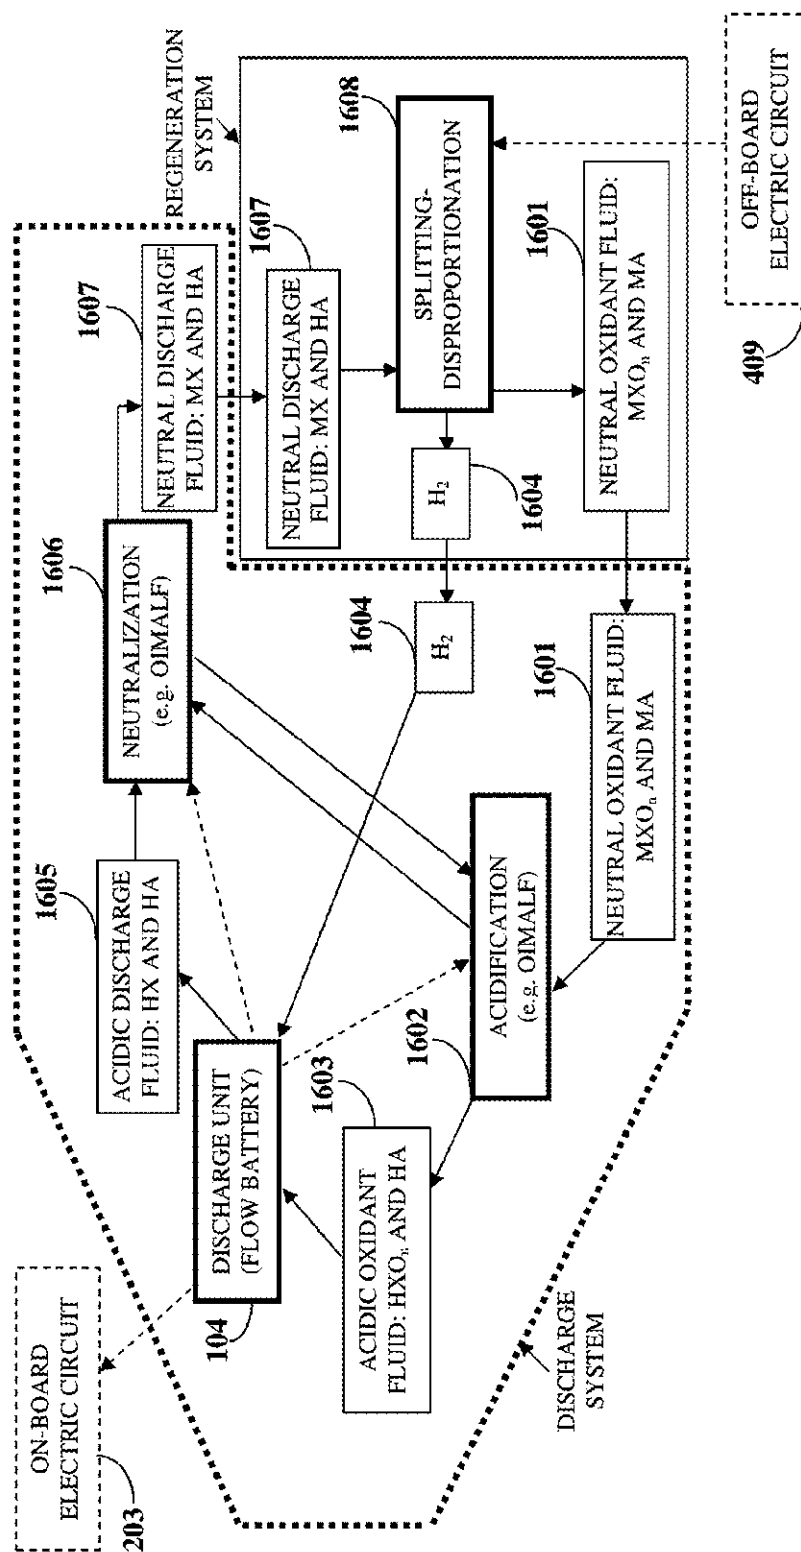 ON-BOARD
ELECTRIC CIRCUIT
203
DISCHARGE UNIT
(FLOW BATTERY)
104
ACIDIC DISCHARGE
FLUID: HX AND HA
1605
NEUTRALIZATION
(e.g. OIMALF)
1606
NEUTRAL DISCHARGE
FLUID: MX AND HA
1607
ACIDIC OXIDANT
FLUID: HXOₙ AND HA
1603
ACIDIFICATION
(e.g. OIMALF)
1602
H₂
1604
NEUTRAL OXIDANT FLUID:
MXOₙ AND MA
1601
DISCHARGE
SYSTEM
REGENERATION
SYSTEM
NEUTRAL DISCHARGE
FLUID: MX AND HA
1607
SPLITTING-
DISPROPORTIONATION
1608
H₂
1604
NEUTRAL OXIDANT FLUID:
MXOₙ AND MA
1601
OFF-BOARD
ELECTRIC CIRCUIT
409